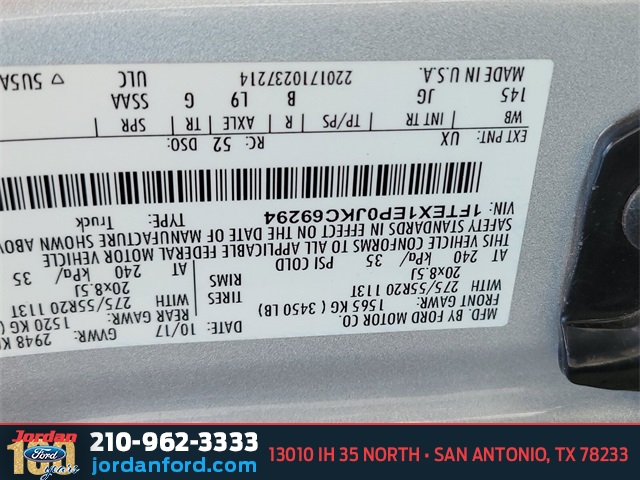 MFD. BY FORD MOTOR CO.
DATE: 10/17
GVWR: 2948 K
FRONT GAWR: 1565 KG ( 3450 LB)
REAR GAWR: 1520 KG (
WITH 275/55R20 113T TIRES
WITH 275/55R20 113T
20x8.5J RIMS
20x8.5J
AT 240 kPa/ 35 PSI COLD
AT 240 kPa/ 35
THIS VEHICLE CONFORMS TO ALL APPLICABLE FEDERAL MOTOR VEHICLE
SAFETY STANDARDS IN EFFECT ON THE DATE OF MANUFACTURE SHOWN ABOV
VIN: 1FTEX1EP0JKC69294
TYPE: Truck
EXT PNT: UX RC: 52 DSO:
WB INT TR TP/PS R AXLE TR SPR
145 JG B L9 G SSAA
MADE IN U.S.A. 2201710237214 ULC ▽ 5U5A
Jordan
100
Ford
years
210-962-3333
jordanford.com
13010 IH 35 NORTH • SAN ANTONIO, TX 78233